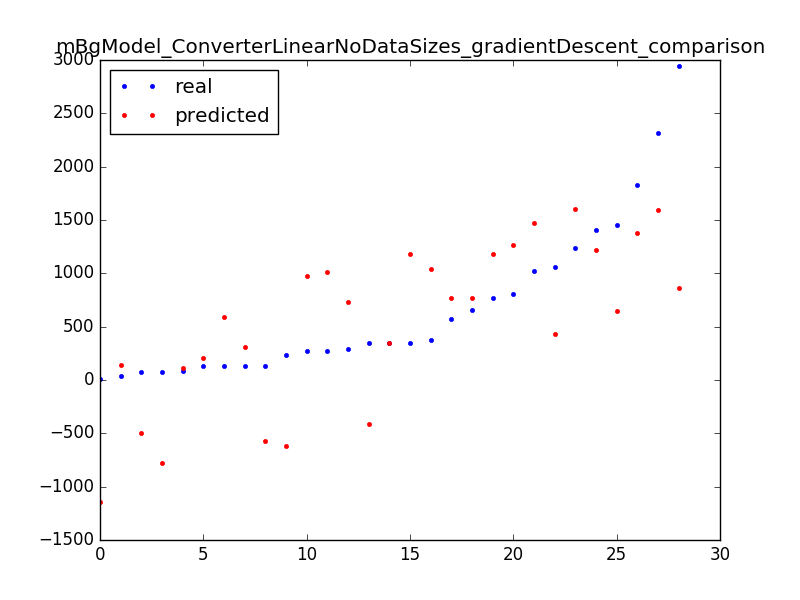 mBgModel_ConverterLinearNoDataSizes_gradientDescent_comparison
3000
real
predicted
2500
2000
1500
1000
500
0
−500
−1000
−1500
0 5 10 15 20 25 30